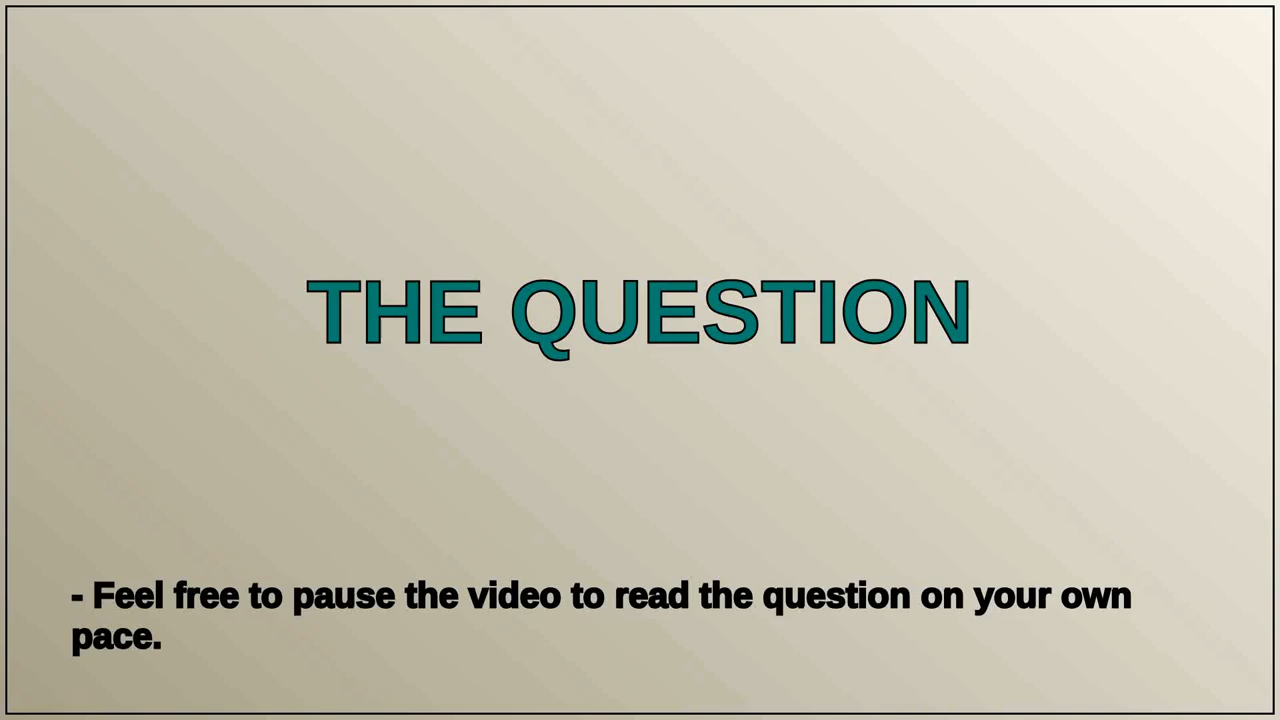 THE QUESTION
- Feel free to pause the video to read the question on your own
pace.